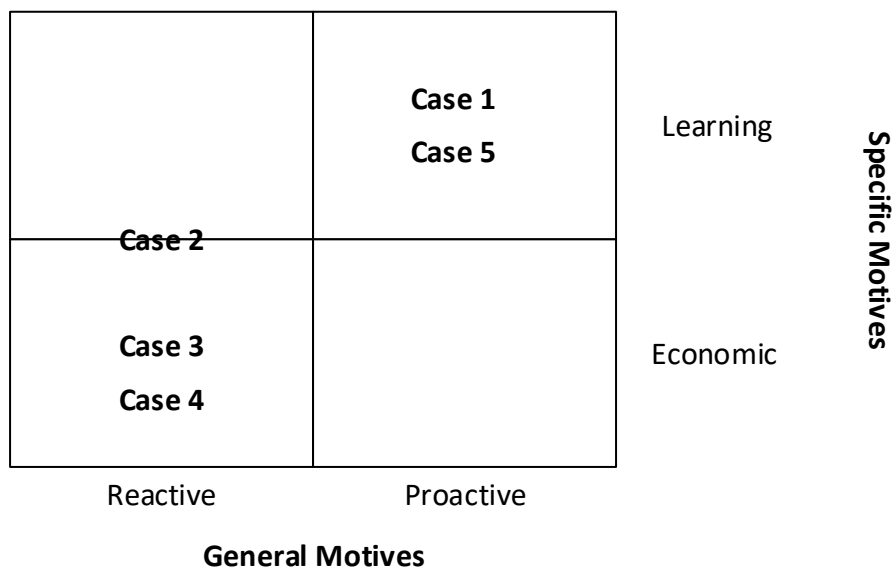 Case 1
Learning
Case 5
Case 2
Case 3
Economic
Case 4
Specific Motives
Reactive
Proactive
General Motives